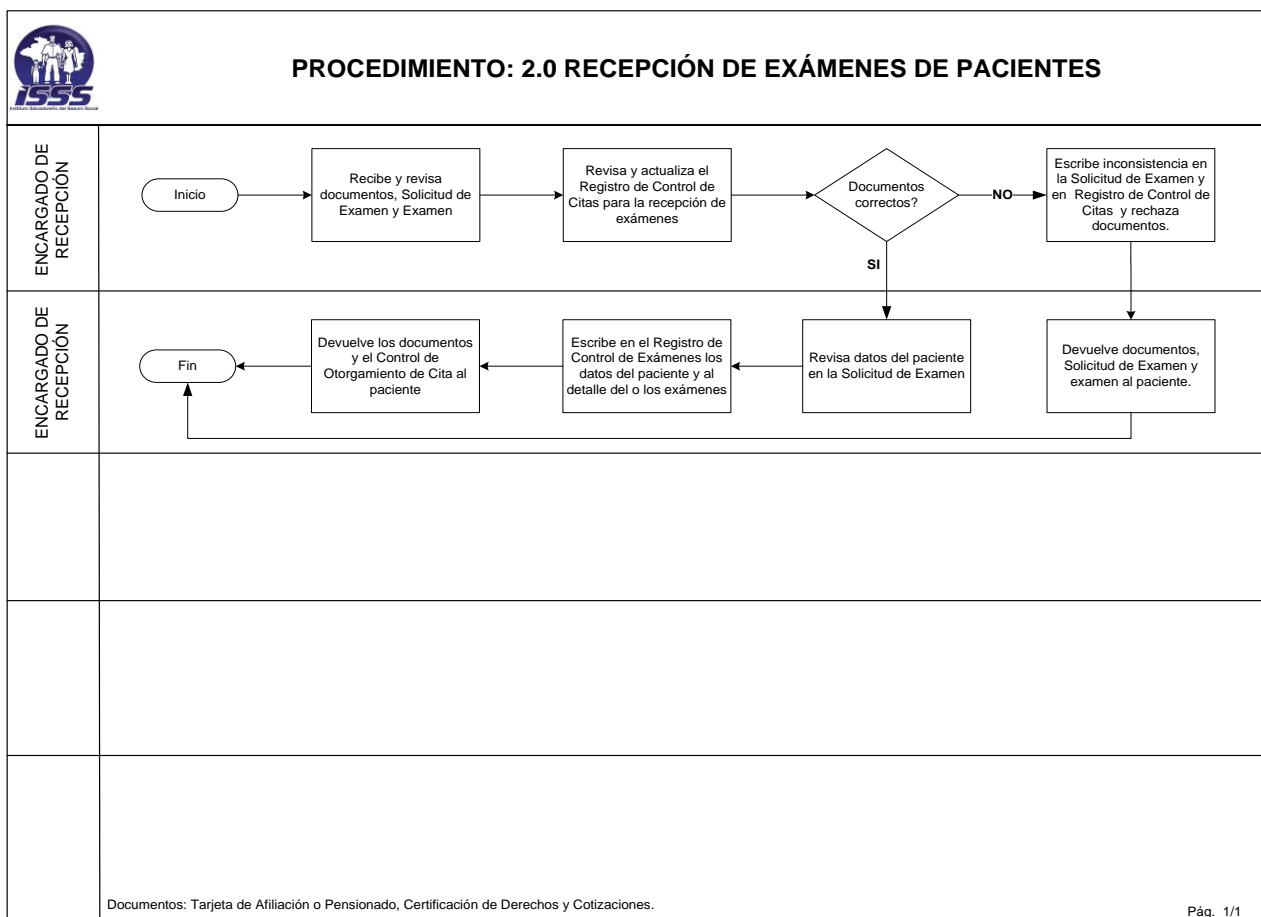 ISSS
Instituto Salvadoreño del Seguro Social
PROCEDIMIENTO: 2.0 RECEPCIÓN DE EXÁMENES DE PACIENTES
ENCARGADO DE
RECEPCIÓN
Inicio
Recibe y revisa
documentos, Solicitud de
Examen y Examen
Revisa y actualiza el
Registro de Control de
Citas para la recepción de
exámenes
Documentos
correctos?
NO
Escribe inconsistencia en
la Solicitud de Examen y
en Registro de Control de
Citas y rechaza
documentos.
SI
ENCARGADO DE
RECEPCIÓN
Fin
Devuelve los documentos
y el Control de
Otorgamiento de Cita al
paciente
Escribe en el Registro de
Control de Exámenes los
datos del paciente y al
detalle del o los exámenes
Revisa datos del paciente
en la Solicitud de Examen
Devuelve documentos,
Solicitud de Examen y
examen al paciente.
Documentos: Tarjeta de Afiliación o Pensionado, Certificación de Derechos y Cotizaciones.
Pág. 1/1